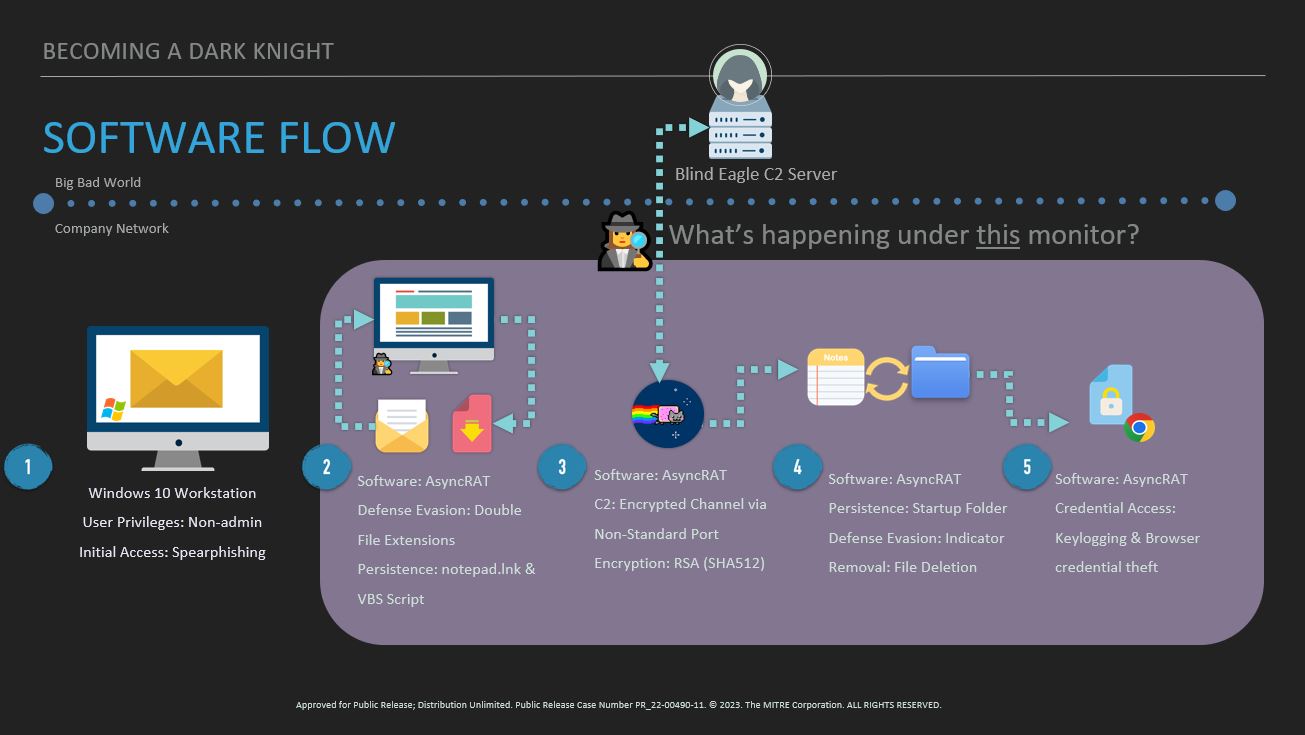 BECOMING A DARK KNIGHT
SOFTWARE FLOW
Big Bad World
Blind Eagle C2 Server
Company Network
What's happening under this monitor?
1
Windows 10 Workstation
User Privileges: Non-admin
Initial Access: Spearphishing
2
Software: AsyncRAT
Defense Evasion: Double
File Extensions
Persistence: notepad.lnk &
VBS Script
3
Software: AsyncRAT
C2: Encrypted Channel via
Non-Standard Port
Encryption: RSA (SHA512)
Notes
4
Software: AsyncRAT
Persistence: Startup Folder
Defense Evasion: Indicator
Removal: File Deletion
5
Software: AsyncRAT
Credential Access:
Keylogging & Browser
credential theft
Approved for Public Release; Distribution Unlimited. Public Release Case Number PR_22-00490-11. © 2023. The MITRE Corporation. ALL RIGHTS RESERVED.